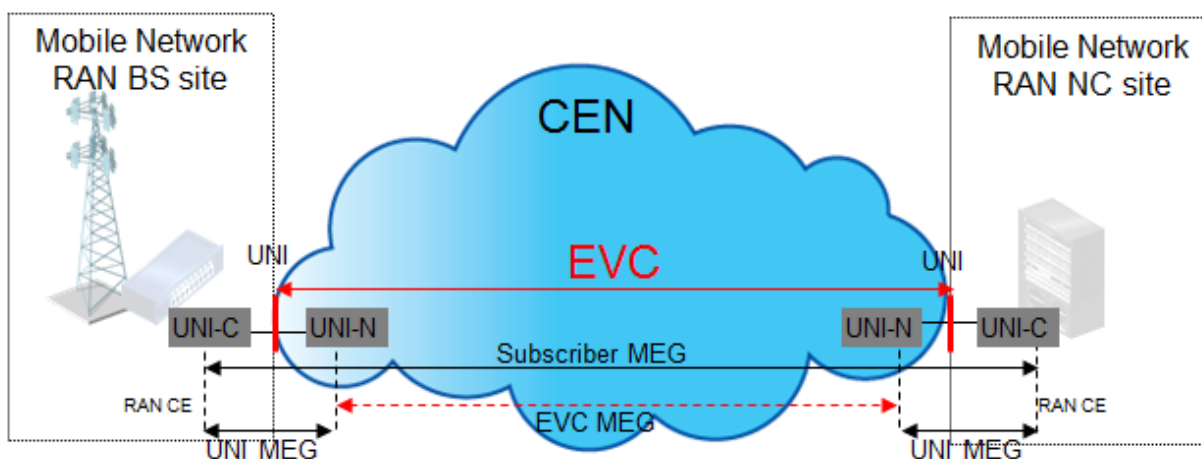 Mobile Network
RAN BS site
Mobile Network
RAN NC site
CEN
UNI
EVC
UNI
UNI-C
UNI-N
UNI-N
UNI-C
Subscriber MEG
RAN CE
EVC MEG
RAN CE
UNI MEG
UNI MEG